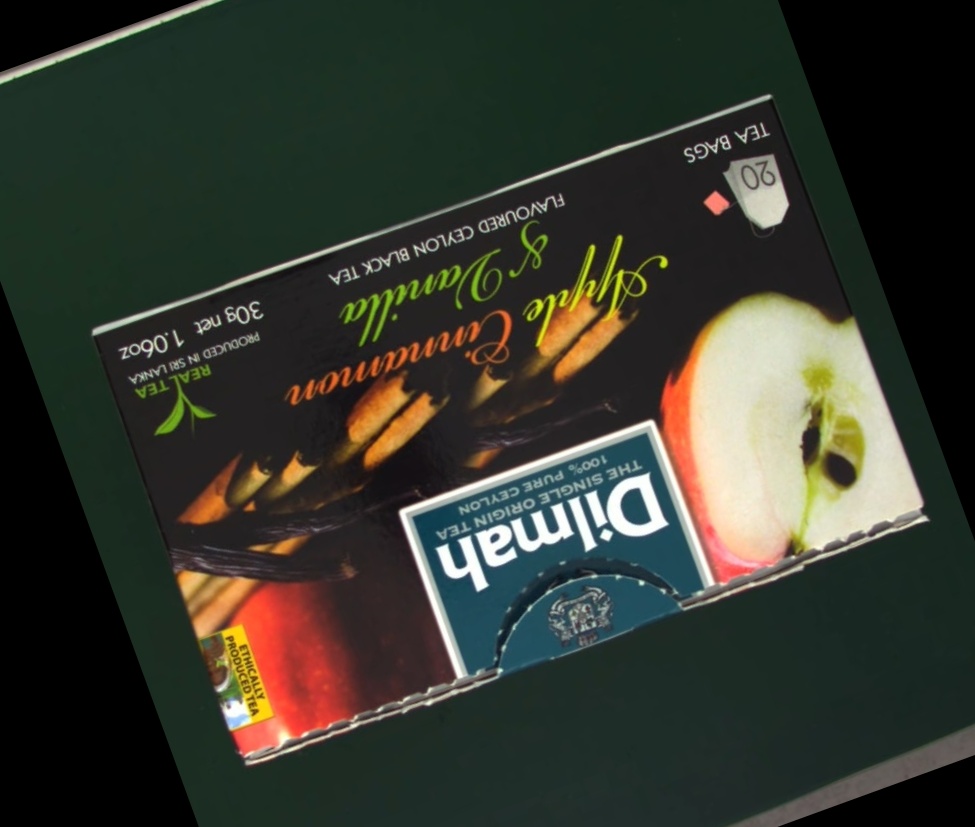 Dilmah
THE SINGLE ORIGIN TEA
100% PURE CEYLON
Apple Cinnamon
& Vanilla
FLAVOURED CEYLON BLACK TEA
20
TEA BAGS
REAL TEA
PRODUCED IN SRI LANKA
30g net 1.06oz
ETHICALLY
PRODUCED TEA